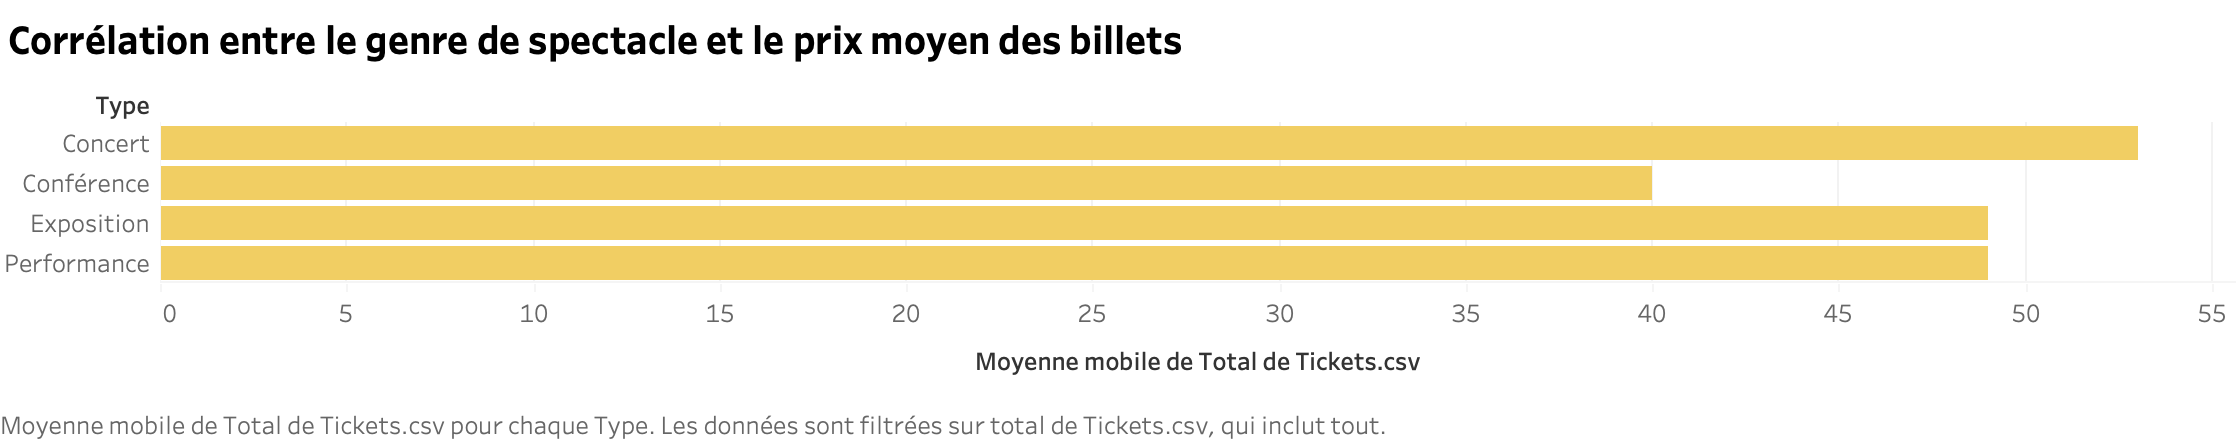 Corrélation entre le genre de spectacle et le prix moyen des billets
Type
Concert
Conférence
Exposition
Performance
0 5 10 15 20 25 30 35 40 45 50 55
Moyenne mobile de Total de Tickets.csv
Moyenne mobile de Total de Tickets.csv pour chaque Type. Les données sont filtrées sur total de Tickets.csv, qui inclut tout.